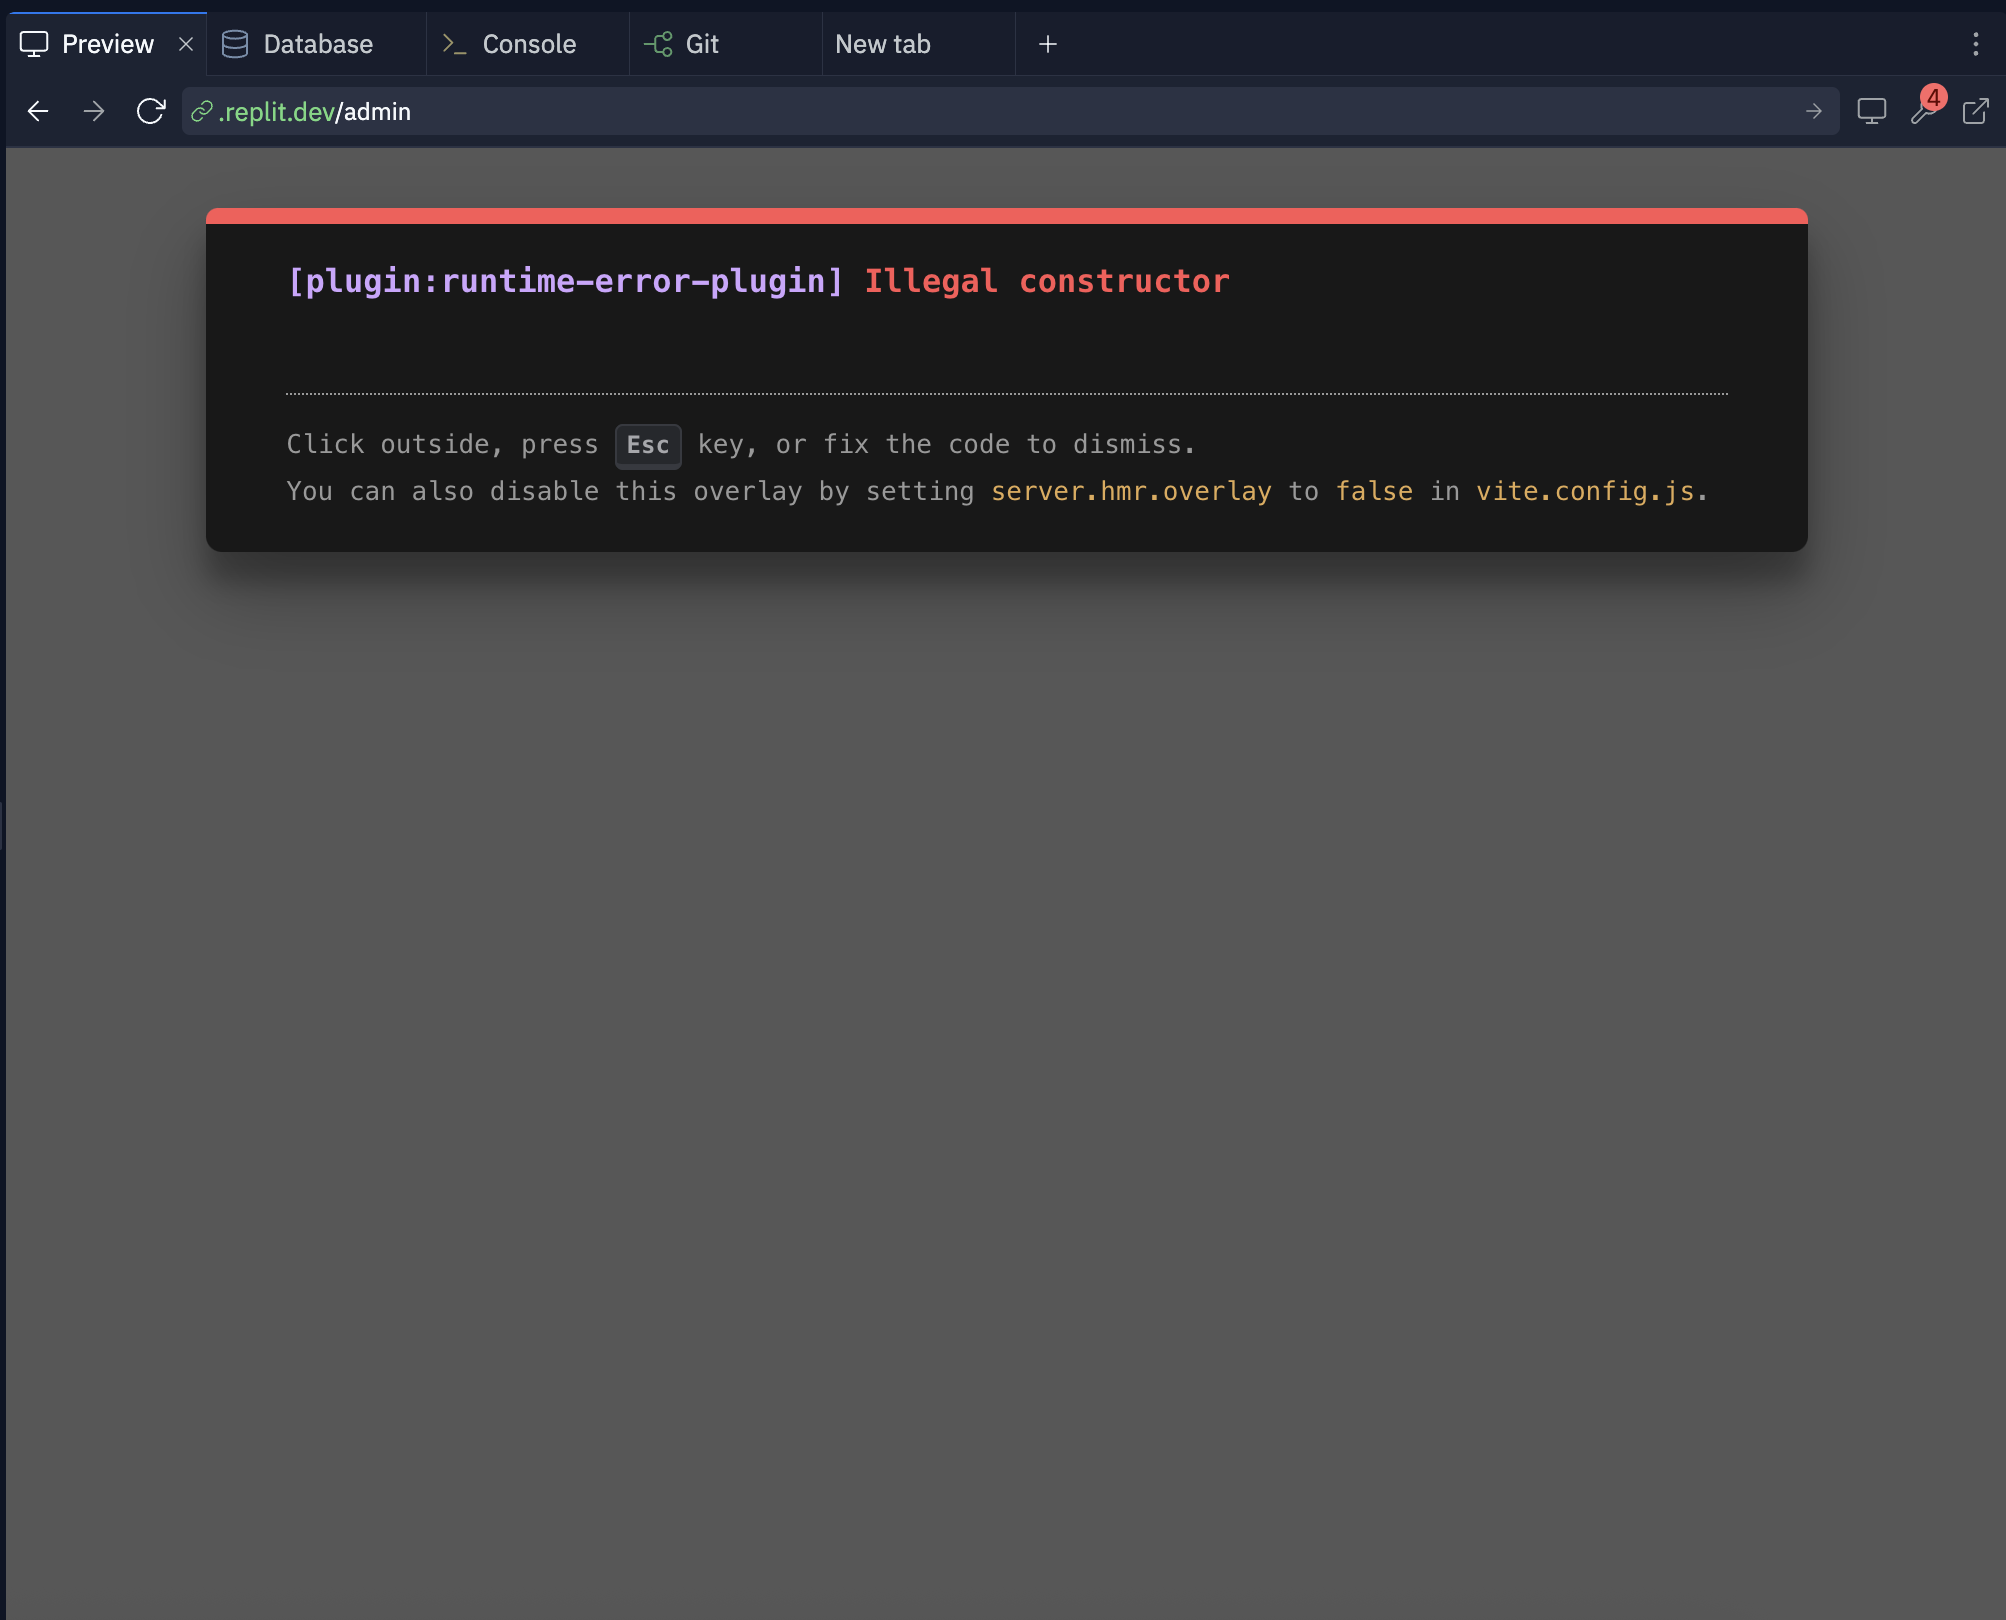 Preview
Database
Console
Git
New tab
.replit.dev/admin
4
[plugin:runtime-error-plugin] Illegal constructor
Click outside, press Esc key, or fix the code to dismiss.
You can also disable this overlay by setting server.hmr.overlay to false in vite.config.js.